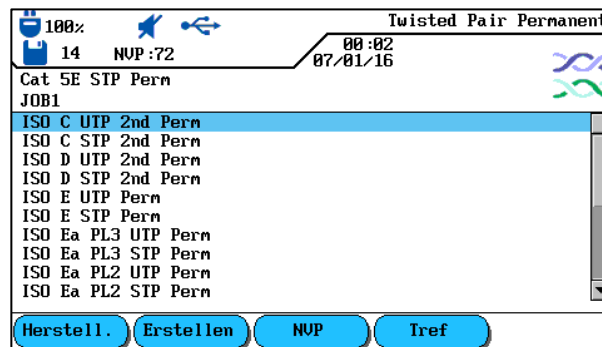 100%
Twisted Pair Permanent
14 NVP:72
00:02
07/01/16
Cat 5E STP Perm
JOB1
ISO C UTP 2nd Perm
ISO C STP 2nd Perm
ISO D UTP 2nd Perm
ISO D STP 2nd Perm
ISO E UTP Perm
ISO E STP Perm
ISO Ea PL3 UTP Perm
ISO Ea PL3 STP Perm
ISO Ea PL2 UTP Perm
ISO Ea PL2 STP Perm
Herstell. Erstellen NVP Tref